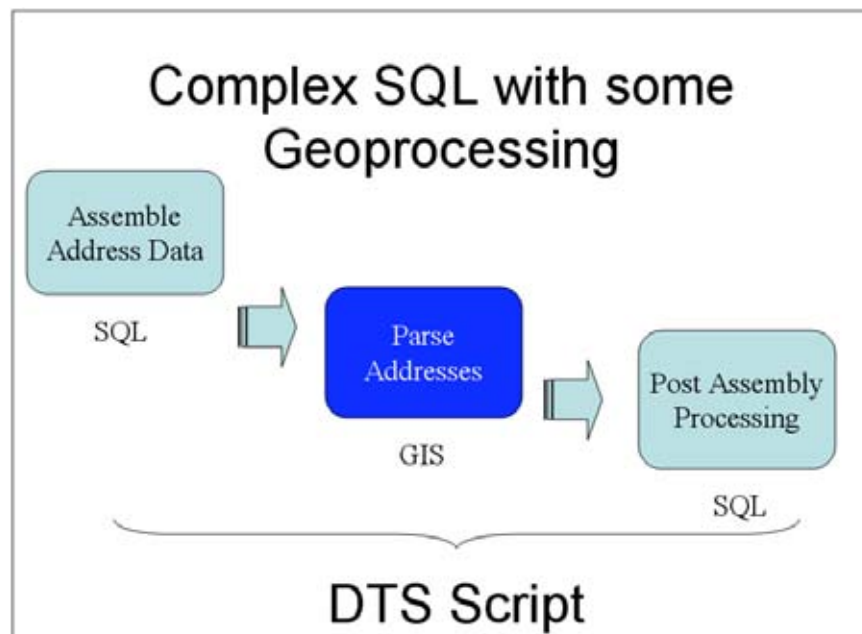 Complex SQL with some
Geoprocessing
Assemble
Address Data
SQL
Parse
Addresses
GIS
Post Assembly
Processing
SQL
DTS Script